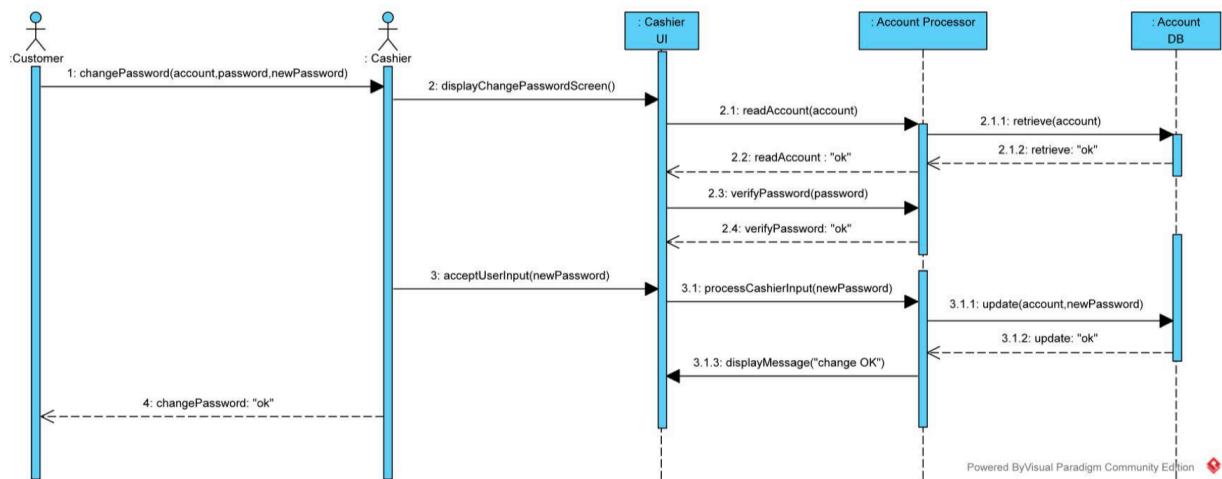 : Cashier
UI
: Account Processor
: Account
DB
:Customer
: Cashier
1: changePassword(account,password,newPassword)
2: displayChangePasswordScreen()
2.1: readAccount(account)
2.1.1: retrieve(account)
2.1.2: retrieve: "ok"
2.2: readAccount : "ok"
2.3: verifyPassword(password)
2.4: verifyPassword: "ok"
3: acceptUserInput(newPassword)
3.1: processCashierInput(newPassword)
3.1.1: update(account,newPassword)
3.1.2: update: "ok"
3.1.3: displayMessage("change OK")
4: changePassword: "ok"
Powered ByVisual Paradigm Community Edition